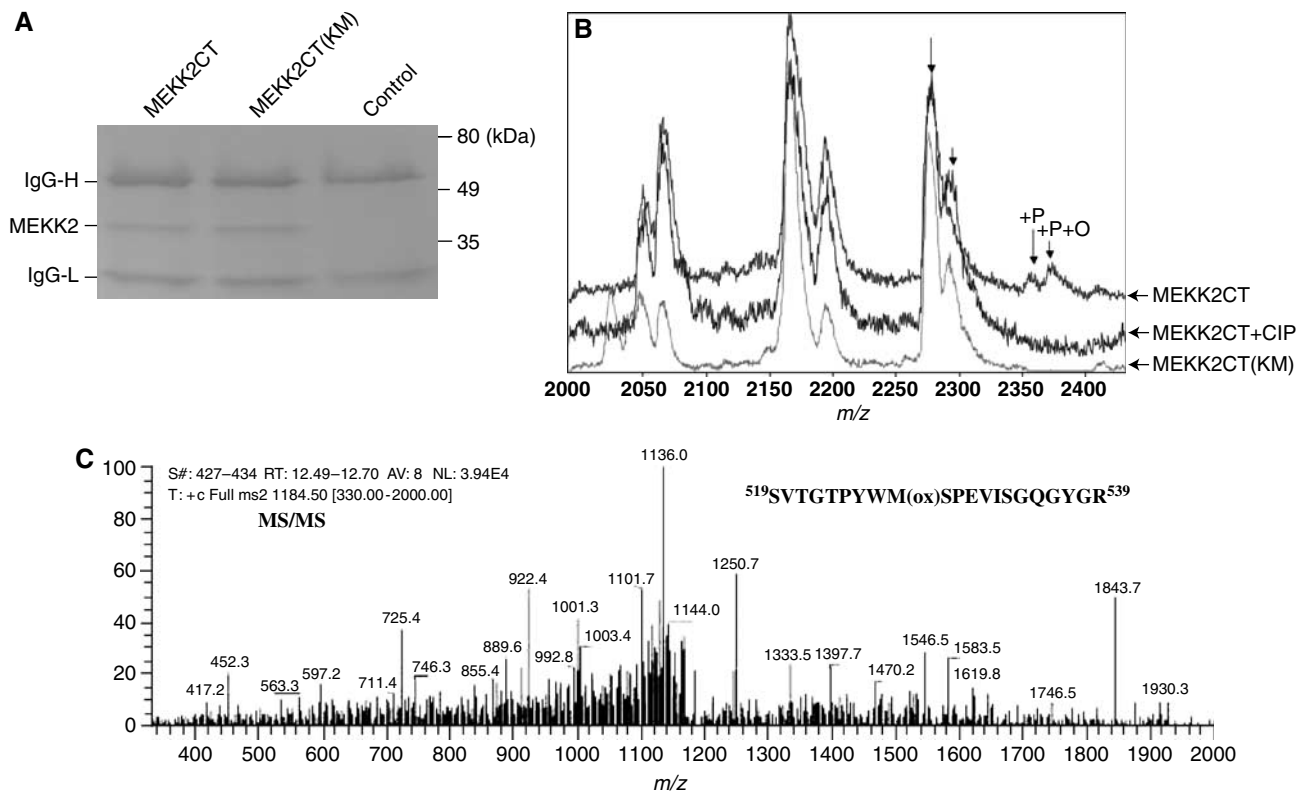 A
MEKK2CT
MEKK2CT(KM)
Control
80 (kDa)
IgG-H
49
MEKK2
35
IgG-L
B
+P
+P+O
MEKK2CT
MEKK2CT+CIP
MEKK2CT(KM)
2000 2050 2100 2150 2200 2250 2300 2350 2400
m/z
C
S#: 427–434 RT: 12.49–12.70 AV: 8 NL: 3.94E4
T: +c Full ms2 1184.50 [330.00-2000.00]
MS/MS
⁵¹⁹SVTGTPYWM(ox)SPEVISGQGYGR⁵³⁹
100
80
60
40
20
0
417.2
452.3
563.3
597.2
711.4
725.4
746.3
855.4
889.6
922.4
992.8
1001.3
1003.4
1101.7
1136.0
1144.0
1250.7
1333.5
1397.7
1470.2
1546.5
1583.5
1619.8
1746.5
1843.7
1930.3
400 500 600 700 800 900 1000 1100 1200 1300 1400 1500 1600 1700 1800 1900 2000
m/z